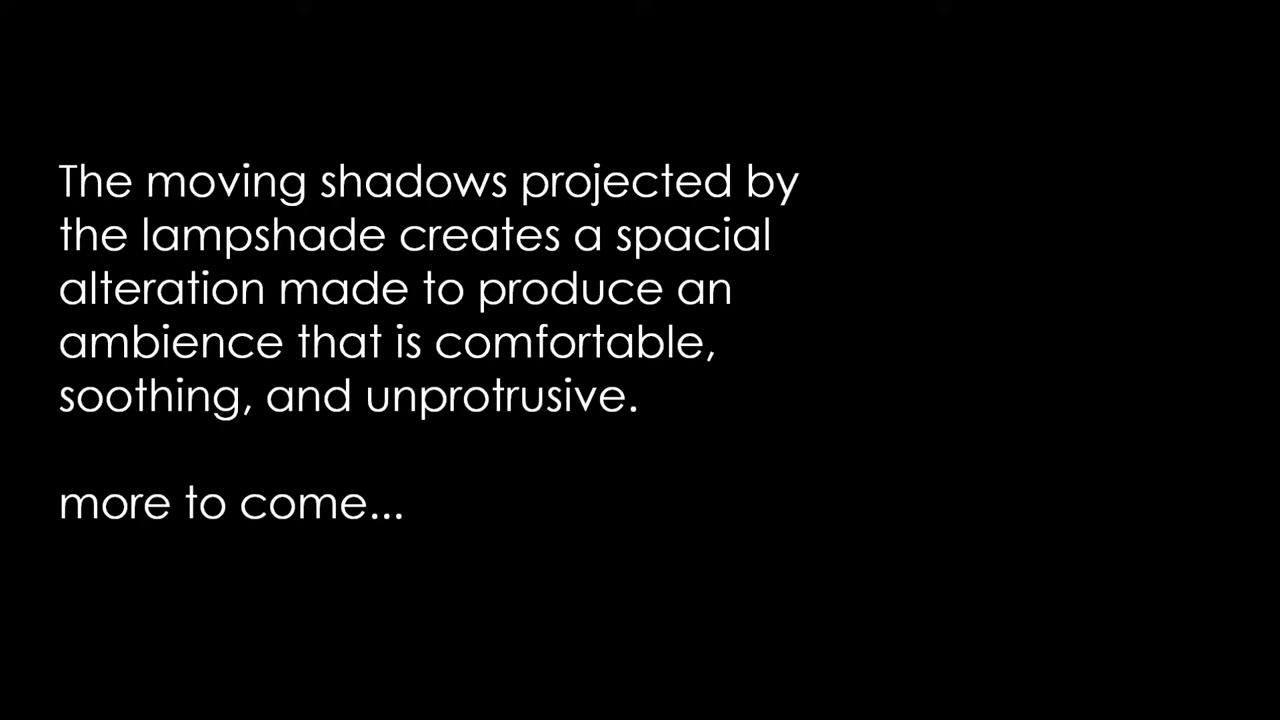 The moving shadows projected by
the lampshade creates a spacial
alteration made to produce an
ambience that is comfortable,
soothing, and unprotrusive.
more to come...